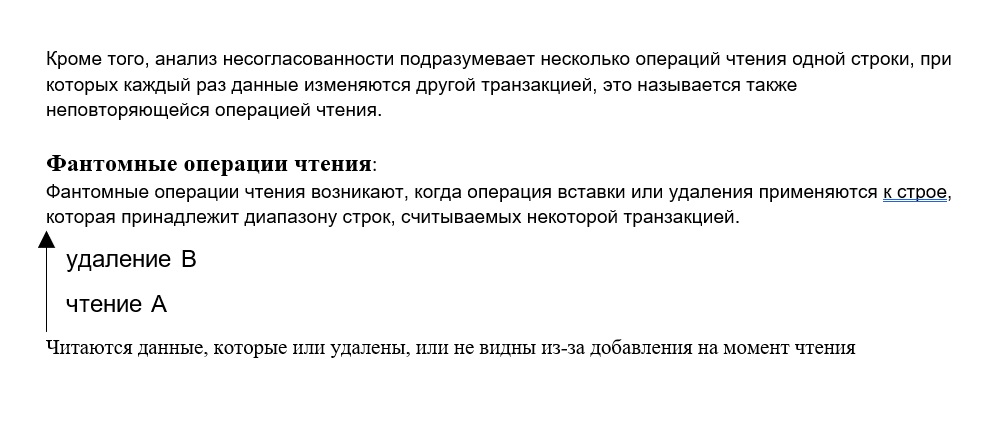 Кроме того, анализ несогласованности подразумевает несколько операций чтения одной строки, при
которых каждый раз данные изменяются другой транзакцией, это называется также
неповторяющейся операцией чтения.
Фантомные операции чтения:
Фантомные операции чтения возникают, когда операция вставки или удаления применяются к строе,
которая принадлежит диапазону строк, считываемых некоторой транзакцией.
удаление В
чтение А
Читаются данные, которые или удалены, или не видны из-за добавления на момент чтения